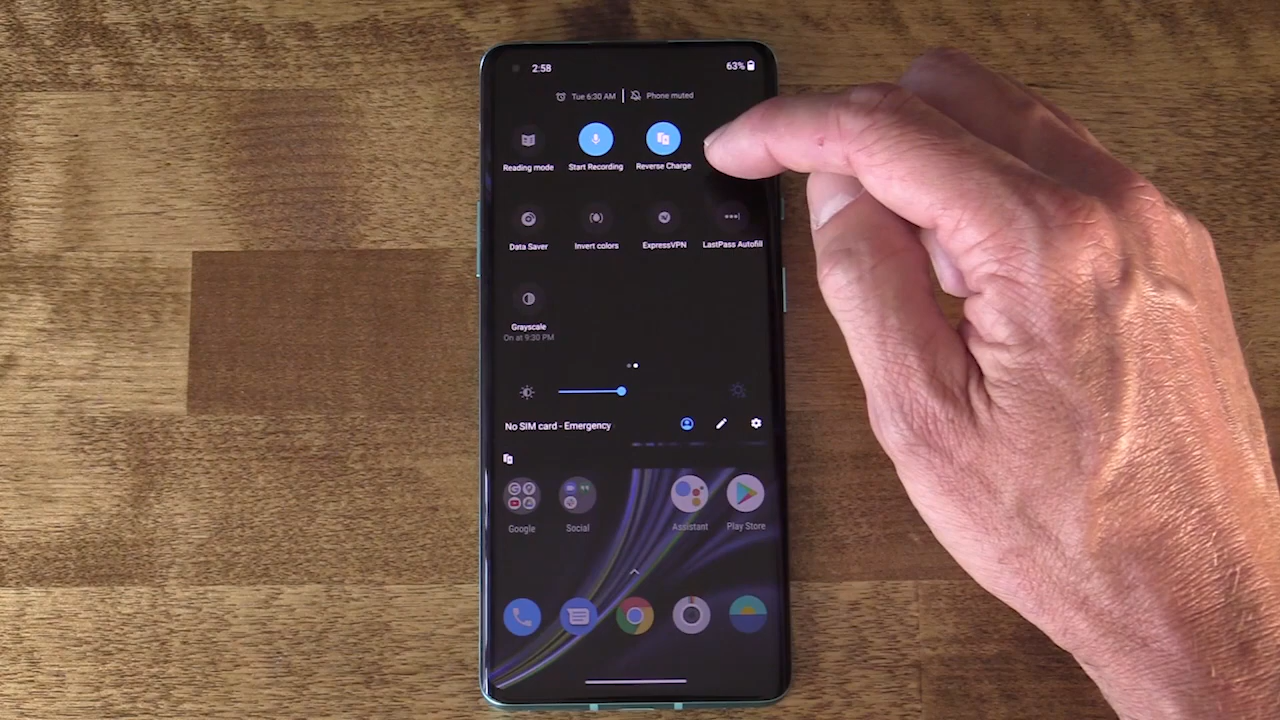 2:58 63%
Tue 6:30 AM Phone muted
Reading mode Start Recording Reverse Charge
Data Saver Invert colors ExpressVPN LastPass Autofill
Grayscale
On at 9:30 PM
No SIM card - Emergency
Google Social Assistant Play Store